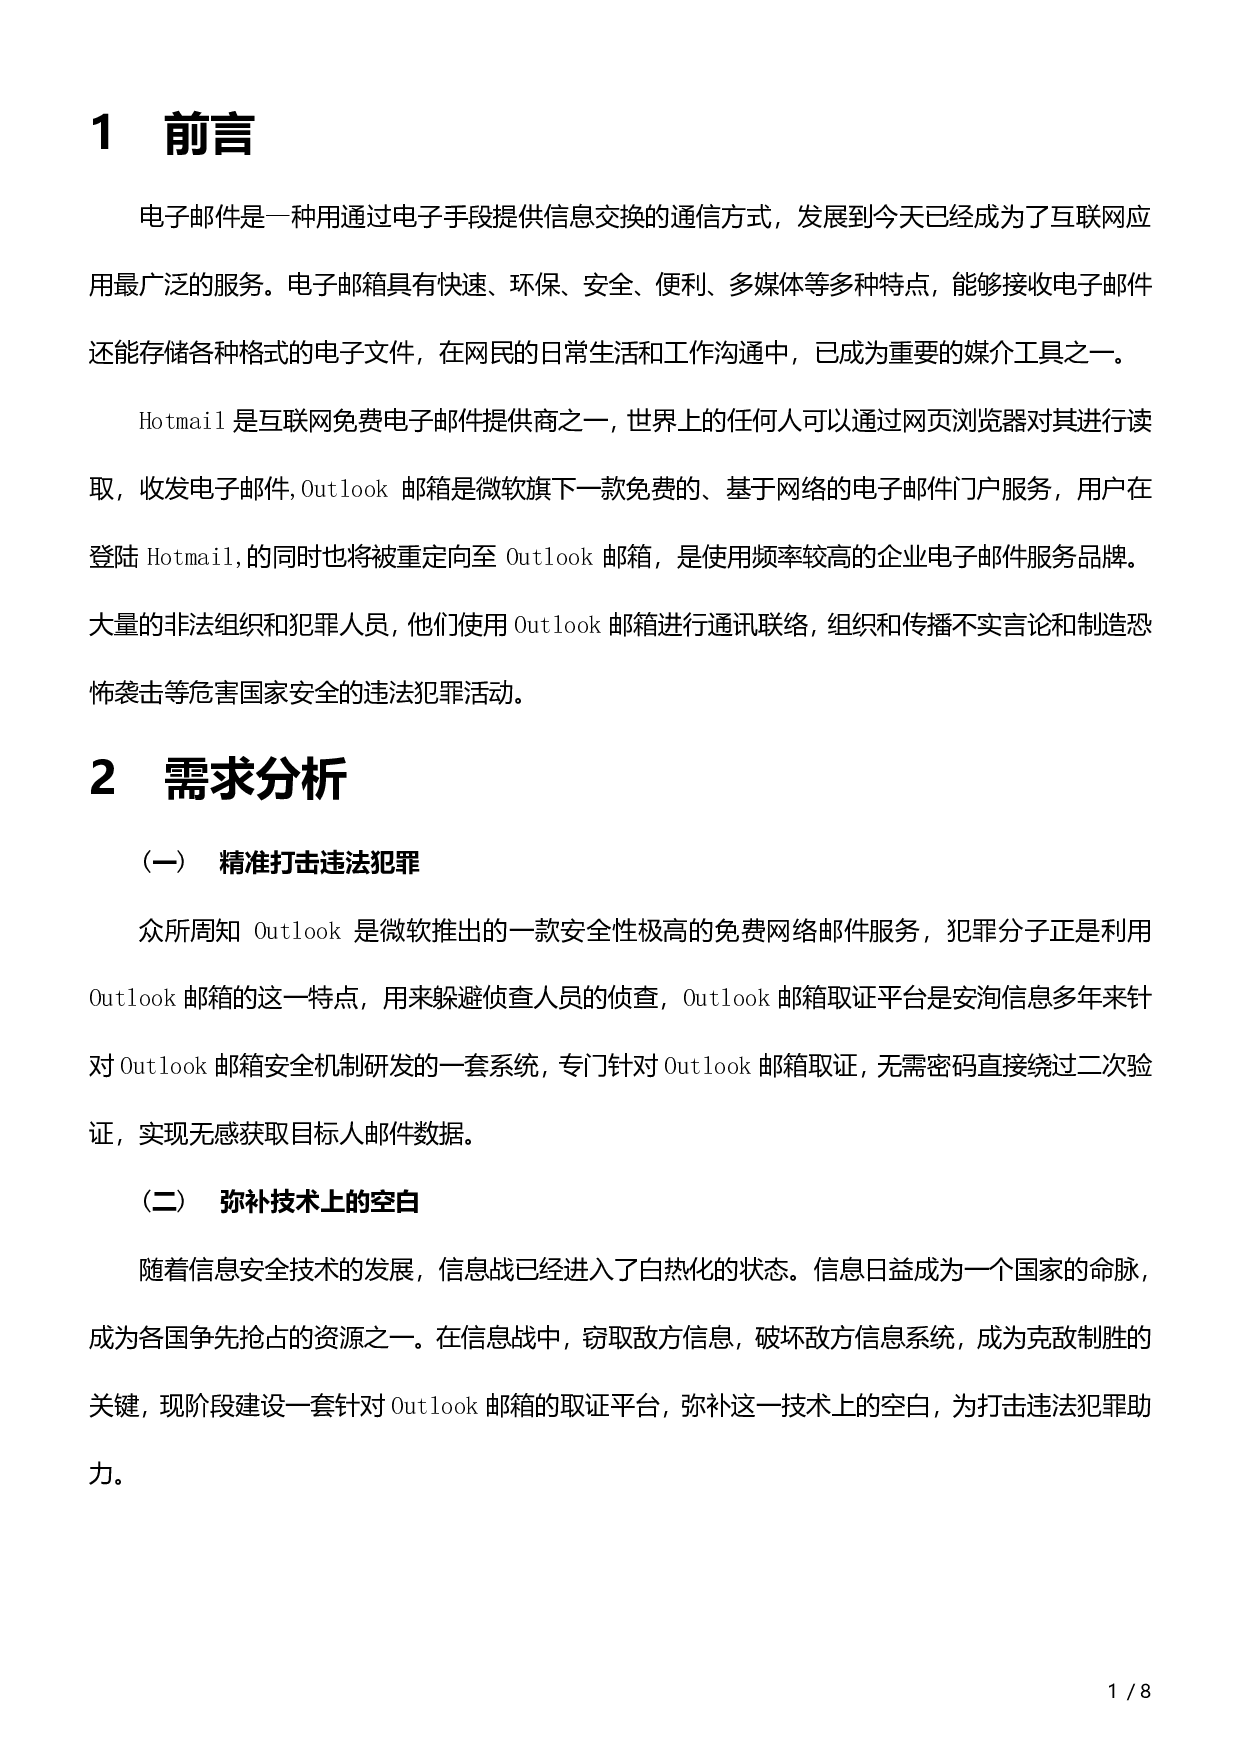 1 前言
电子邮件是一种用通过电子手段提供信息交换的通信方式，发展到今天已经成为了互联网应
用最广泛的服务。电子邮箱具有快速、环保、安全、便利、多媒体等多种特点，能够接收电子邮件
还能存储各种格式的电子文件，在网民的日常生活和工作沟通中，已成为重要的媒介工具之一。
Hotmail 是互联网免费电子邮件提供商之一，世界上的任何人可以通过网页浏览器对其进行读
取，收发电子邮件,Outlook 邮箱是微软旗下一款免费的、基于网络的电子邮件门户服务，用户在
登陆 Hotmail,的同时也将被重定向至 Outlook 邮箱，是使用频率较高的企业电子邮件服务品牌。
大量的非法组织和犯罪人员，他们使用 Outlook 邮箱进行通讯联络，组织和传播不实言论和制造恐
怖袭击等危害国家安全的违法犯罪活动。
2 需求分析
（一） 精准打击违法犯罪
众所周知 Outlook 是微软推出的一款安全性极高的免费网络邮件服务，犯罪分子正是利用
Outlook 邮箱的这一特点，用来躲避侦查人员的侦查，Outlook 邮箱取证平台是安洵信息多年来针
对 Outlook 邮箱安全机制研发的一套系统，专门针对 Outlook 邮箱取证，无需密码直接绕过二次验
证，实现无感获取目标人邮件数据。
（二） 弥补技术上的空白
随着信息安全技术的发展，信息战已经进入了白热化的状态。信息日益成为一个国家的命脉，
成为各国争先抢占的资源之一。在信息战中，窃取敌方信息，破坏敌方信息系统，成为克敌制胜的
关键，现阶段建设一套针对 Outlook 邮箱的取证平台，弥补这一技术上的空白，为打击违法犯罪助
力。
1 / 8